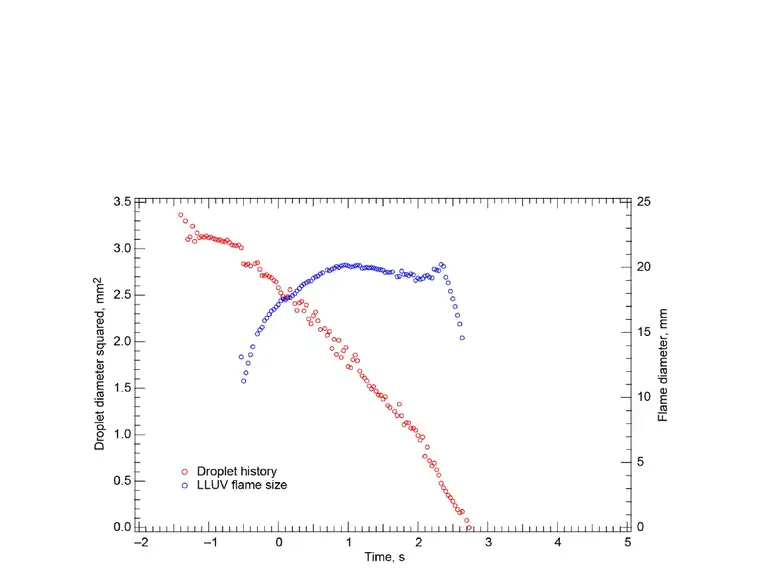 3.5
3.0
2.5
2.0
1.5
1.0
0.5
0.0
Droplet diameter squared, mm2
25
20
15
10
5
0
Flame diameter, mm
Droplet history
LLUV flame size
–2 –1 0 1 2 3 4 5
Time, s